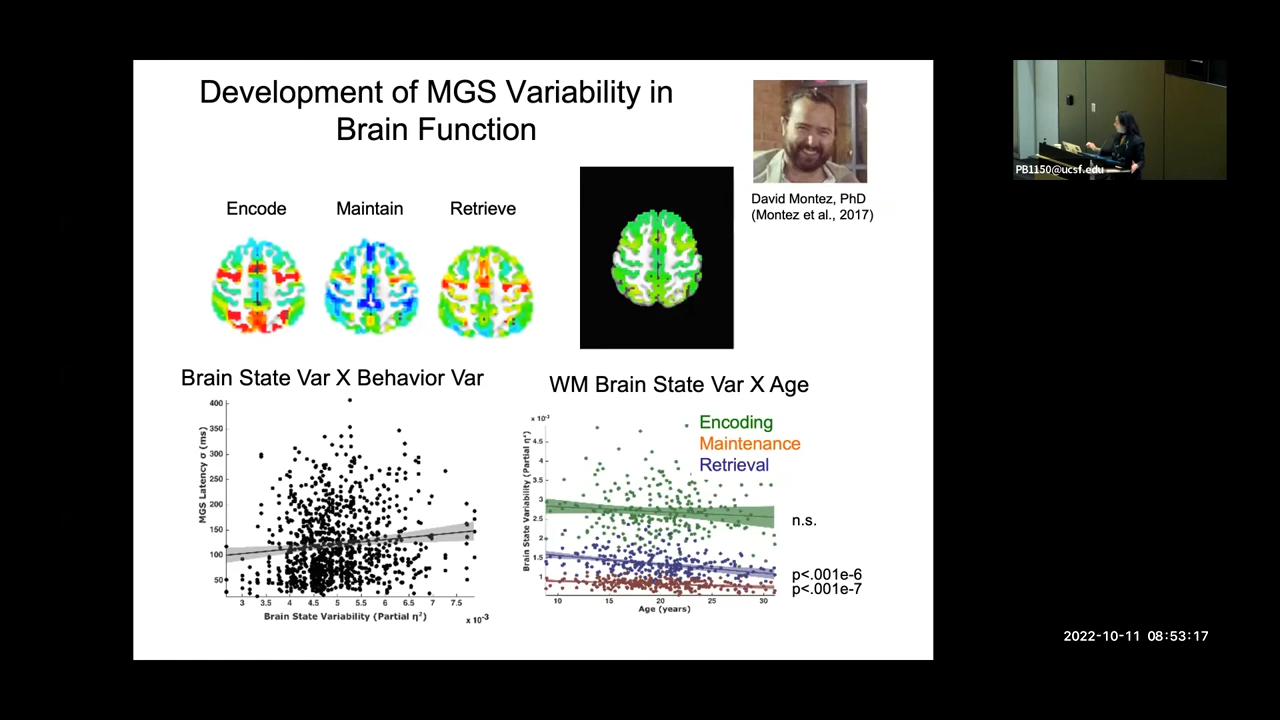 Development of MGS Variability in
Brain Function
David Montez, PhD
(Montez et al., 2017)
PB1150@ucsf.edu
Encode
Maintain
Retrieve
Brain State Var X Behavior Var
400
350
300
250
200
150
100
50
MGS Latency σ (ms)
3
3.5
4
4.5
5
5.5
6
6.5
7
7.5
Brain State Variability (Partial η²)
x 10⁻³
WM Brain State Var X Age
x 10⁻³
4.5
4
3.5
3
2.5
2
1.5
1
Brain State Variability (Partial η²)
10
15
20
25
30
Age (years)
Encoding
Maintenance
Retrieval
n.s.
p<.001e-6
p<.001e-7
2022-10-11 08:53:17